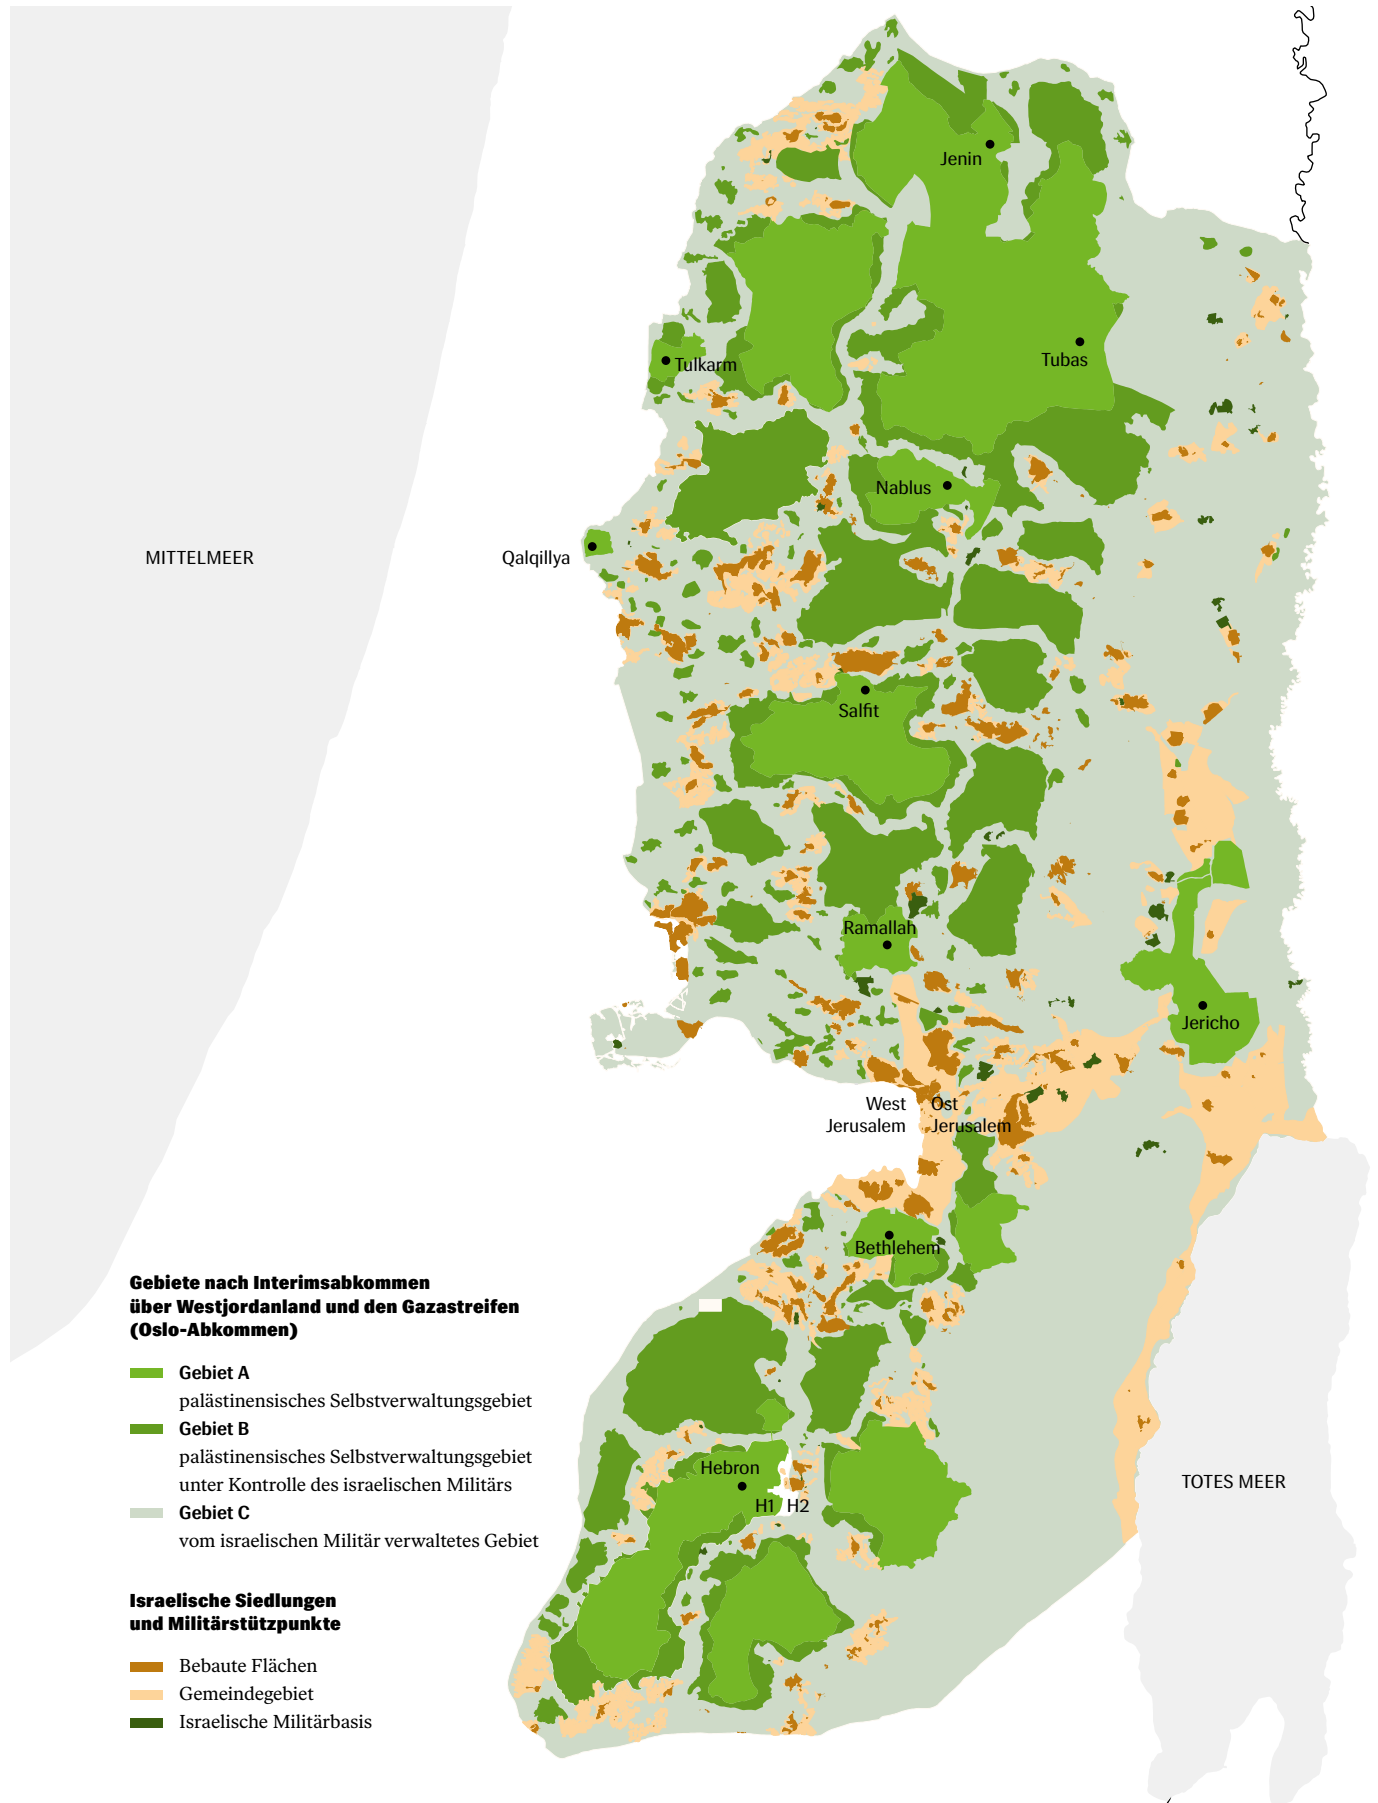 Jenin
Tulkarm
Tubas
Nablus
MITTELMEER
Qalqillya
Salfit
Ramallah
Jericho
West
Jerusalem
Ost
Jerusalem
Bethlehem
Gebiete nach Interimsabkommen
über Westjordanland und den Gazastreifen
(Oslo-Abkommen)
Gebiet A
palästinensisches Selbstverwaltungsgebiet
Gebiet B
palästinensisches Selbstverwaltungsgebiet
unter Kontrolle des israelischen Militärs
Gebiet C
vom israelischen Militär verwaltetes Gebiet
Hebron
H1 H2
TOTES MEER
Israelische Siedlungen
und Militärstützpunkte
Bebaute Flächen
Gemeindegebiet
Israelische Militärbasis